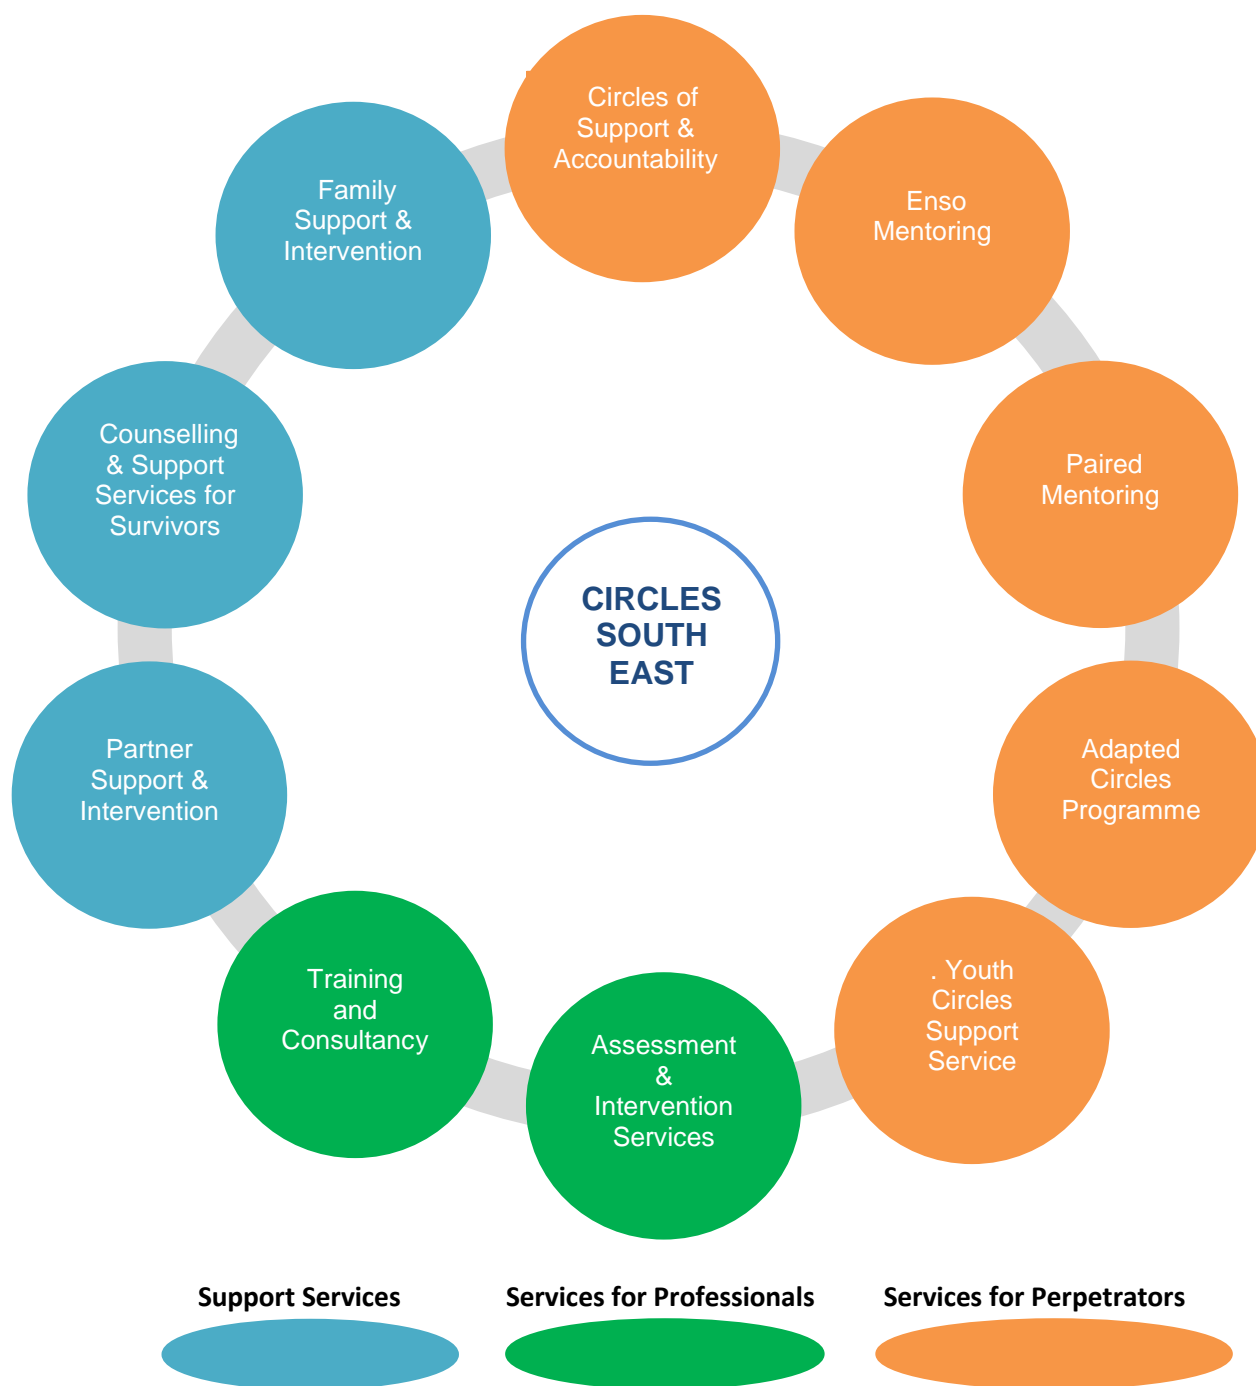 Circles of
Support &
Accountability
Enso
Mentoring
Paired
Mentoring
Adapted
Circles
Programme
. Youth
Circles
Support
Service
Assessment
&
Intervention
Services
Training
and
Consultancy
Partner
Support &
Intervention
Counselling
& Support
Services for
Survivors
Family
Support &
Intervention
CIRCLES
SOUTH
EAST
Support Services
Services for Professionals
Services for Perpetrators